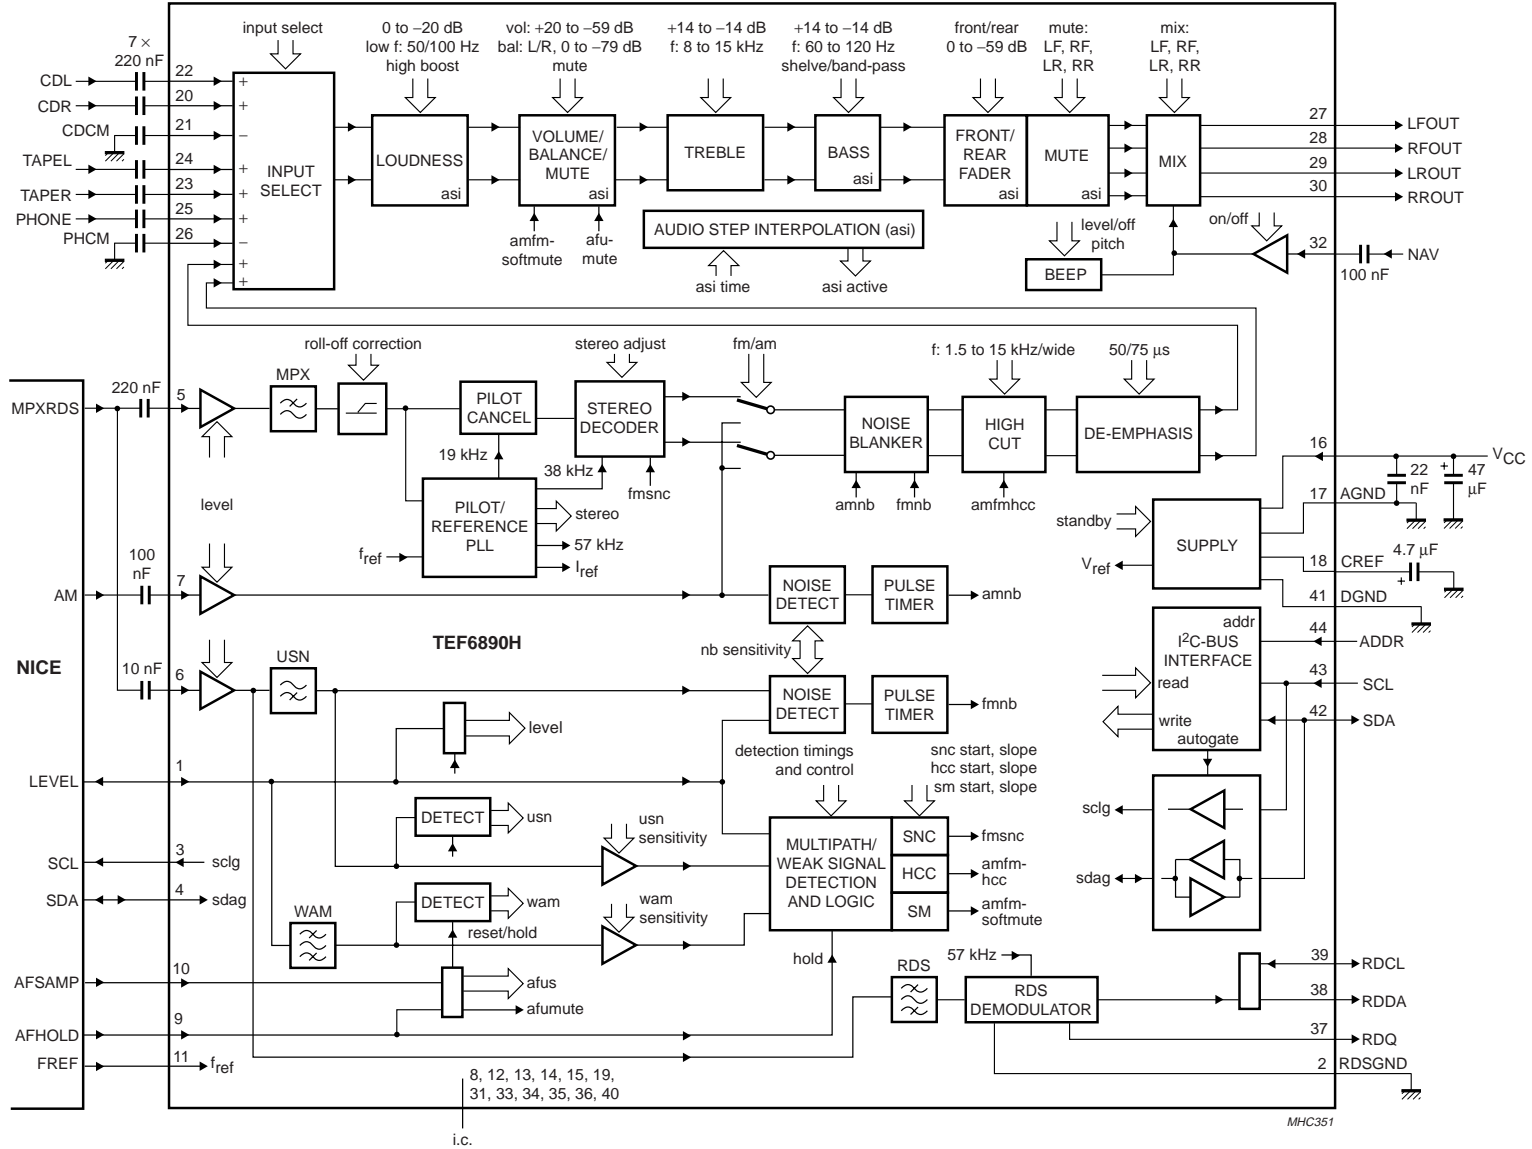 input select
0 to −20 dB
low f: 50/100 Hz
high boost
vol: +20 to −59 dB
bal: L/R, 0 to −79 dB
mute
+14 to −14 dB
f: 8 to 15 kHz
+14 to −14 dB
f: 60 to 120 Hz
shelve/band-pass
front/rear
0 to −59 dB
mute:
LF, RF,
LR, RR
mix:
LF, RF,
LR, RR
7 ×
220 nF
CDL
22
+
CDR
20
+
CDCM
21
−
TAPEL
24
+
TAPER
23
+
PHONE
25
+
PHCM
26
−
+
+
INPUT
SELECT
LOUDNESS
asi
VOLUME/
BALANCE/
MUTE
asi
TREBLE
BASS
asi
FRONT/
REAR
FADER
asi
MUTE
asi
MIX
27
LFOUT
28
RFOUT
29
LROUT
30
RROUT
amfm-
softmute
afu-
mute
AUDIO STEP INTERPOLATION (asi)
asi time
asi active
level/off
pitch
BEEP
on/off
32
NAV
100 nF
roll-off correction
stereo adjust
fm/am
f: 1.5 to 15 kHz/wide
50/75 µs
MPXRDS
220 nF
5
MPX
PILOT
CANCEL
STEREO
DECODER
NOISE
BLANKER
HIGH
CUT
DE-EMPHASIS
19 kHz
38 kHz
fmsnc
amnb
fmnb
amfmhcc
level
PILOT/
REFERENCE
PLL
stereo
57 kHz
Iref
fref
16
VCC
22
nF
+
47
µF
17
AGND
standby
SUPPLY
Vref
18
CREF
4.7 µF
+
41
DGND
AM
100
nF
7
NOISE
DETECT
PULSE
TIMER
amnb
TEF6890H
nb sensitivity
addr
I2C-BUS
INTERFACE
read
write
autogate
44
ADDR
43
SCL
42
SDA
NICE
10 nF
6
USN
NOISE
DETECT
PULSE
TIMER
fmnb
level
detection timings
and control
snc start, slope
hcc start, slope
sm start, slope
LEVEL
1
DETECT
usn
usn
sensitivity
MULTIPATH/
WEAK SIGNAL
DETECTION
AND LOGIC
SNC
fmsnc
HCC
amfm-
hcc
SM
amfm-
softmute
sclg
sdag
SCL
3
sclg
SDA
4
sdag
WAM
DETECT
wam
reset/hold
wam
sensitivity
hold
AFSAMP
10
afus
afumute
AFHOLD
9
FREF
11
fref
RDS
57 kHz
RDS
DEMODULATOR
39
RDCL
38
RDDA
37
RDQ
2
RDSGND
8, 12, 13, 14, 15, 19,
31, 33, 34, 35, 36, 40
i.c.
MHC351